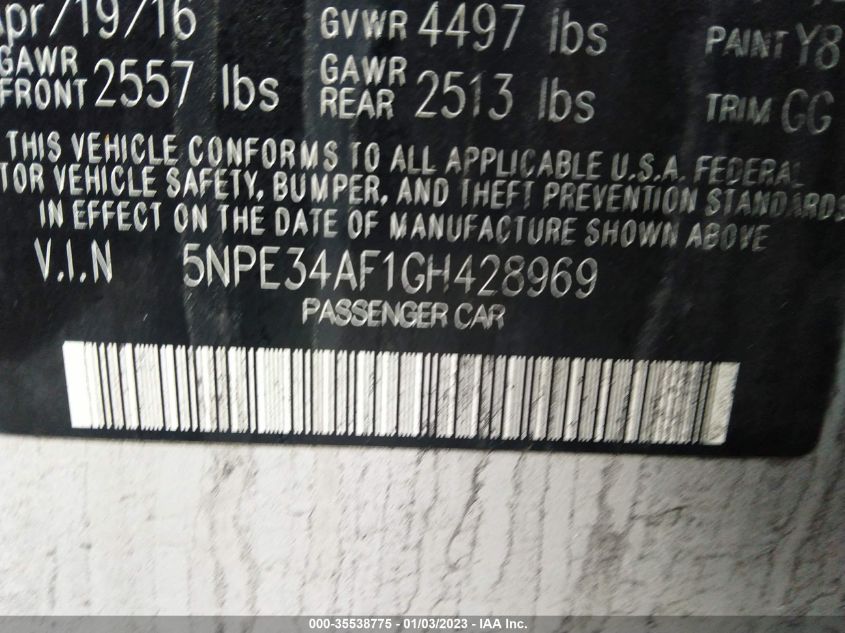 Apr/19/16 GVWR 4497 lbs PAINT Y8
GAWR FRONT 2557 lbs GAWR REAR 2513 lbs TRIM GG
THIS VEHICLE CONFORMS TO ALL APPLICABLE U.S.A. FEDERAL
TOR VEHICLE SAFETY, BUMPER, AND THEFT PREVENTION STANDARDS
IN EFFECT ON THE DATE OF MANUFACTURE SHOWN ABOVE
V.I.N 5NPE34AF1GH428969
PASSENGER CAR
000-35538775 - 01/03/2023 - IAA Inc.